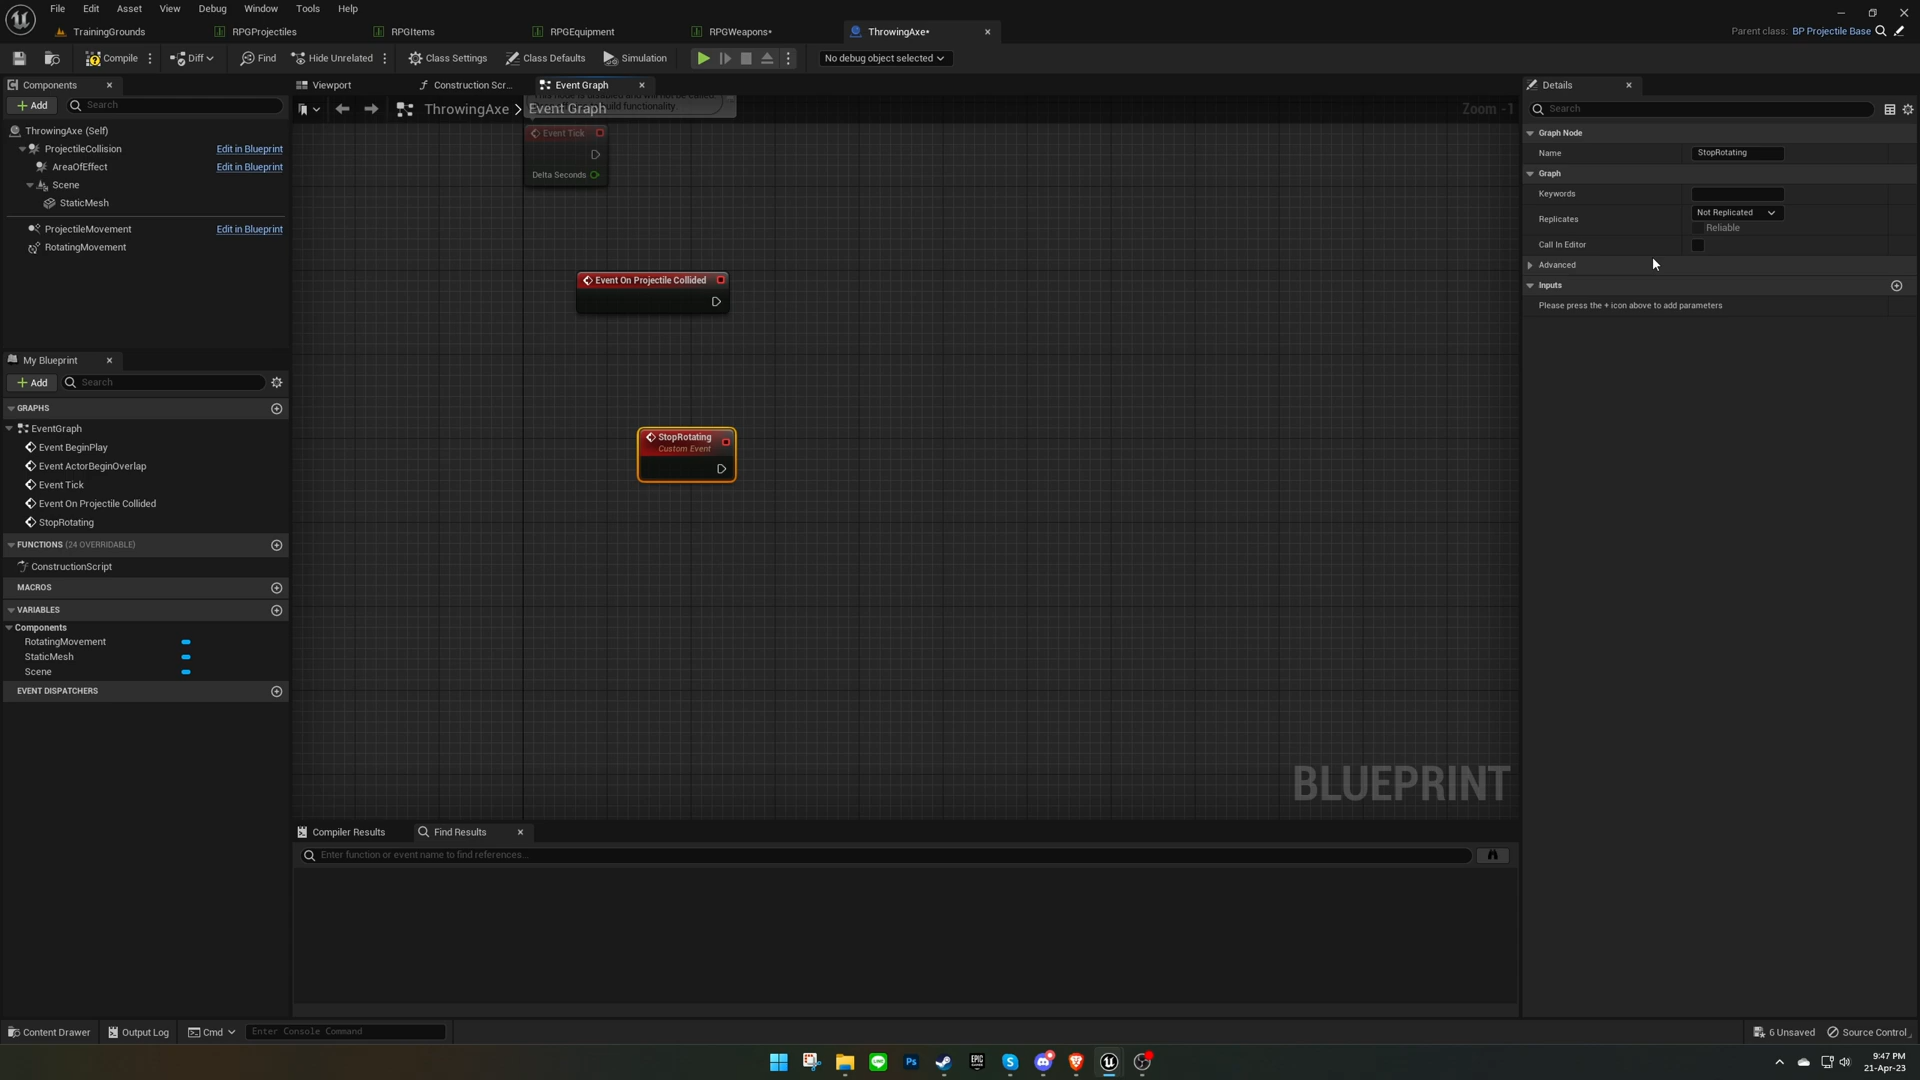 File Edit View Asset Debug Window Tools Help
TrainingGrounds RPGProjectiles RPGItems RPGEquipment RPGWeapons* ThrowingAxe*
Parent class: BP Projectile Base
Compile Diff Find Hide Unrelated Class Settings Class Defaults Simulation No debug object selected
Components
Add Search
ThrowingAxe (Self)
ProjectileCollision Edit in Blueprint
AreaOfEffect Edit in Blueprint
Scene
StaticMesh
ProjectileMovement Edit in Blueprint
RotatingMovement
My Blueprint
Add Search
GRAPHS
EventGraph
Event BeginPlay
Event ActorBeginOverlap
Event Tick
Event On Projectile Collided
StopRotating
FUNCTIONS (24 OVERRIDABLE)
ConstructionScript
MACROS
VARIABLES
Components
RotatingMovement
StaticMesh
Scene
EVENT DISPATCHERS
Viewport Construction Scr... Event Graph
ThrowingAxe > Event Graph
Zoom -1
Event Tick
Delta Seconds
Event On Projectile Collided
StopRotating
Custom Event
BLUEPRINT
Compiler Results Find Results
Enter function or event name to find references...
Details
Search
Graph Node
Name StopRotating
Graph
Keywords
Replicates Not Replicated
Reliable
Call In Editor
Advanced
Inputs
Please press the + icon above to add parameters
Content Drawer Output Log Cmd Enter Console Command
6 Unsaved Source Control
Ps
EPIC
9:47 PM
21-Apr-23